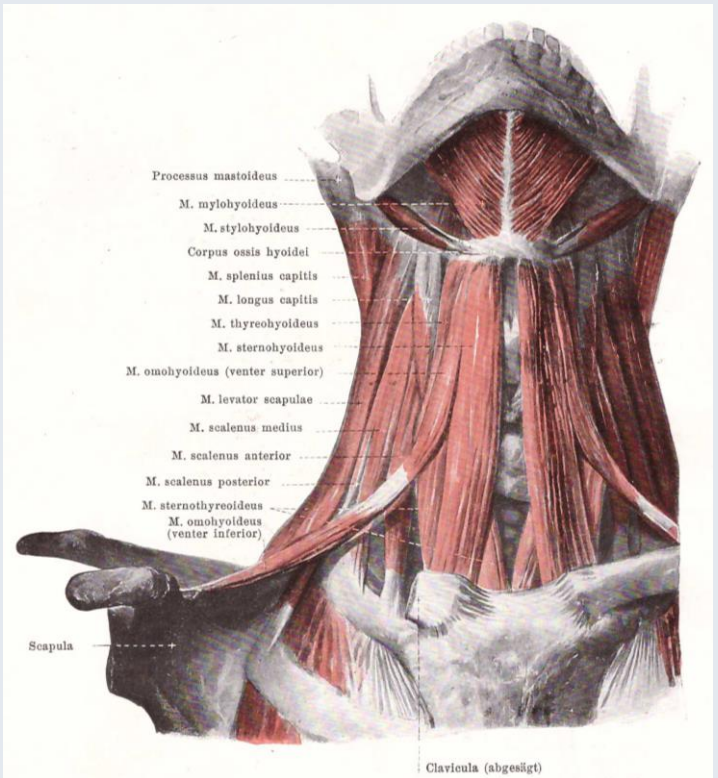 Processus mastoideus
M. mylohyoideus
M. stylohyoideus
Corpus ossis hyoidei
M. splenius capitis
M. longus capitis
M. thyreohyoideus
M. sternohyoideus
M. omohyoideus (venter superior)
M. levator scapulae
M. scalenus medius
M. scalenus anterior
M. scalenus posterior
M. sternothyreoideus
M. omohyoideus
(venter inferior)
Scapula
Clavicula (abgesägt)